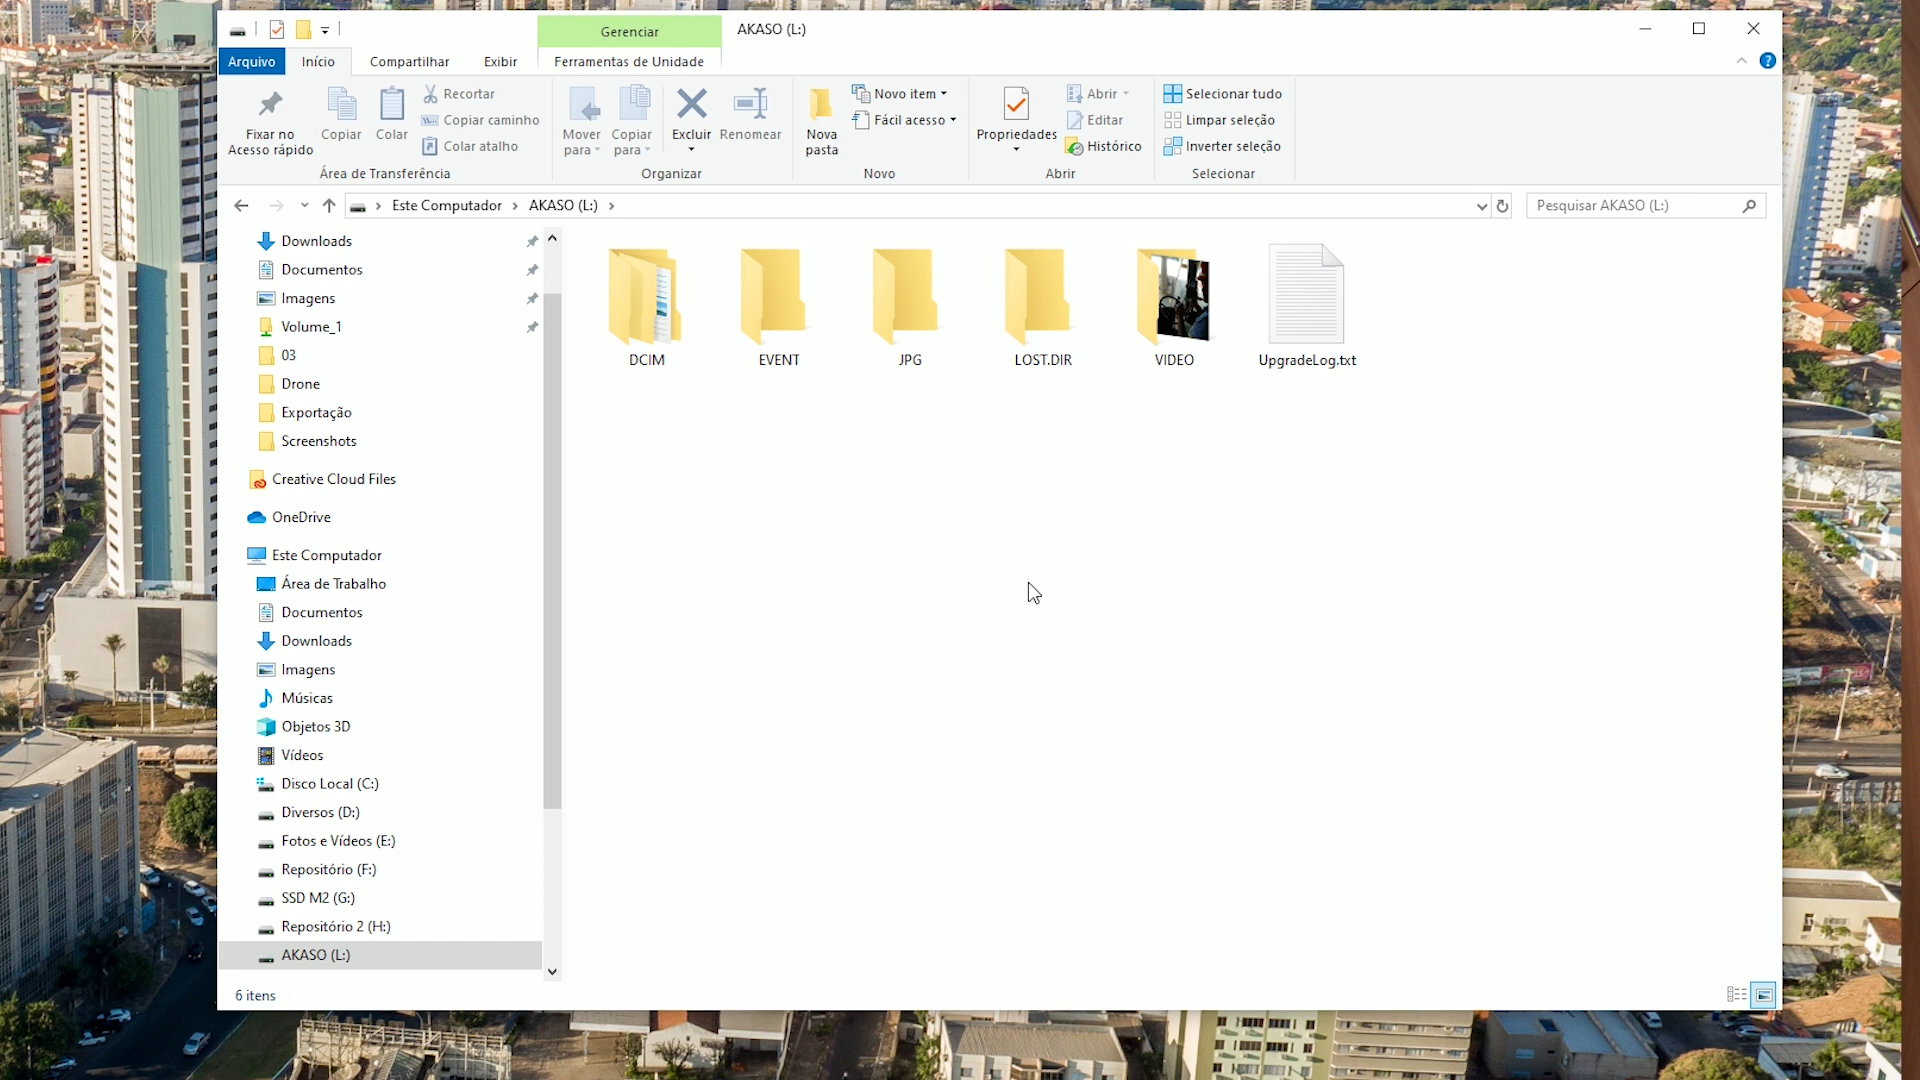 Gerenciar
AKASO (L:)
Arquivo
Início
Compartilhar
Exibir
Ferramentas de Unidade
Fixar no
Acesso rápido
Copiar
Colar
Recortar
Copiar caminho
Colar atalho
Área de Transferência
Mover
para
Copiar
para
Excluir
Renomear
Organizar
Nova
pasta
Novo item
Fácil acesso
Novo
Propriedades
Abrir
Editar
Histórico
Abrir
Selecionar tudo
Limpar seleção
Inverter seleção
Selecionar
Este Computador
AKASO (L:)
Pesquisar AKASO (L:)
Downloads
Documentos
Imagens
Volume_1
03
Drone
Exportação
Screenshots
Creative Cloud Files
OneDrive
Este Computador
Área de Trabalho
Documentos
Downloads
Imagens
Músicas
Objetos 3D
Vídeos
Disco Local (C:)
Diversos (D:)
Fotos e Vídeos (E:)
Repositório (F:)
SSD M2 (G:)
Repositório 2 (H:)
AKASO (L:)
DCIM
EVENT
JPG
LOST.DIR
VIDEO
UpgradeLog.txt
6 itens